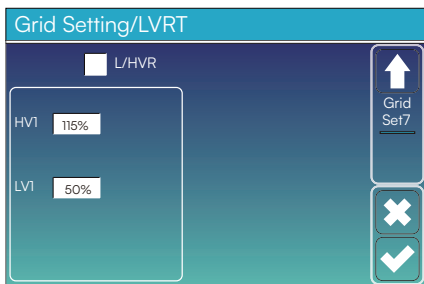 Grid Setting/LVRT
L/HVR
HV1 115%
LV1 50%
Grid
Set7